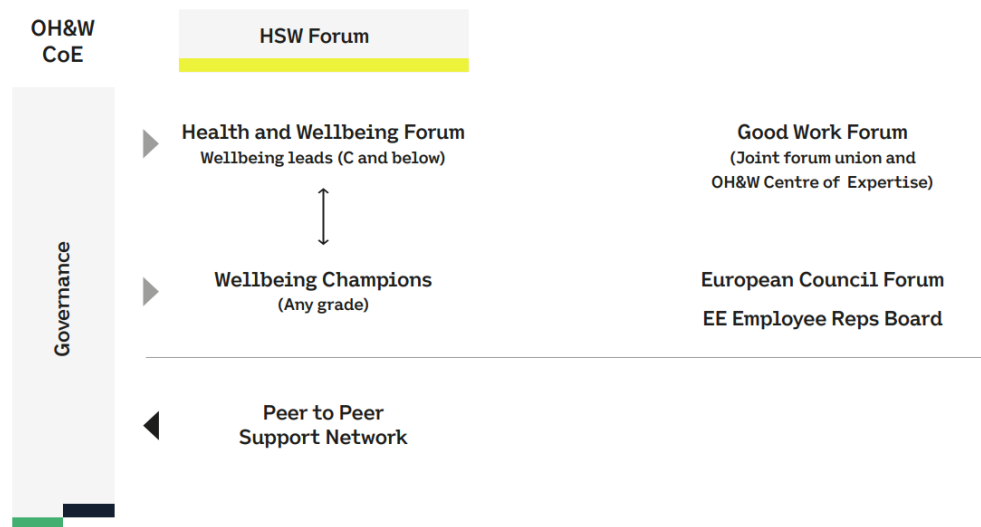 OH&W
CoE
HSW Forum
Governance
Health and Wellbeing Forum
Wellbeing leads (C and below)
Good Work Forum
(Joint forum union and
OH&W Centre of Expertise)
Wellbeing Champions
(Any grade)
European Council Forum
EE Employee Reps Board
Peer to Peer
Support Network